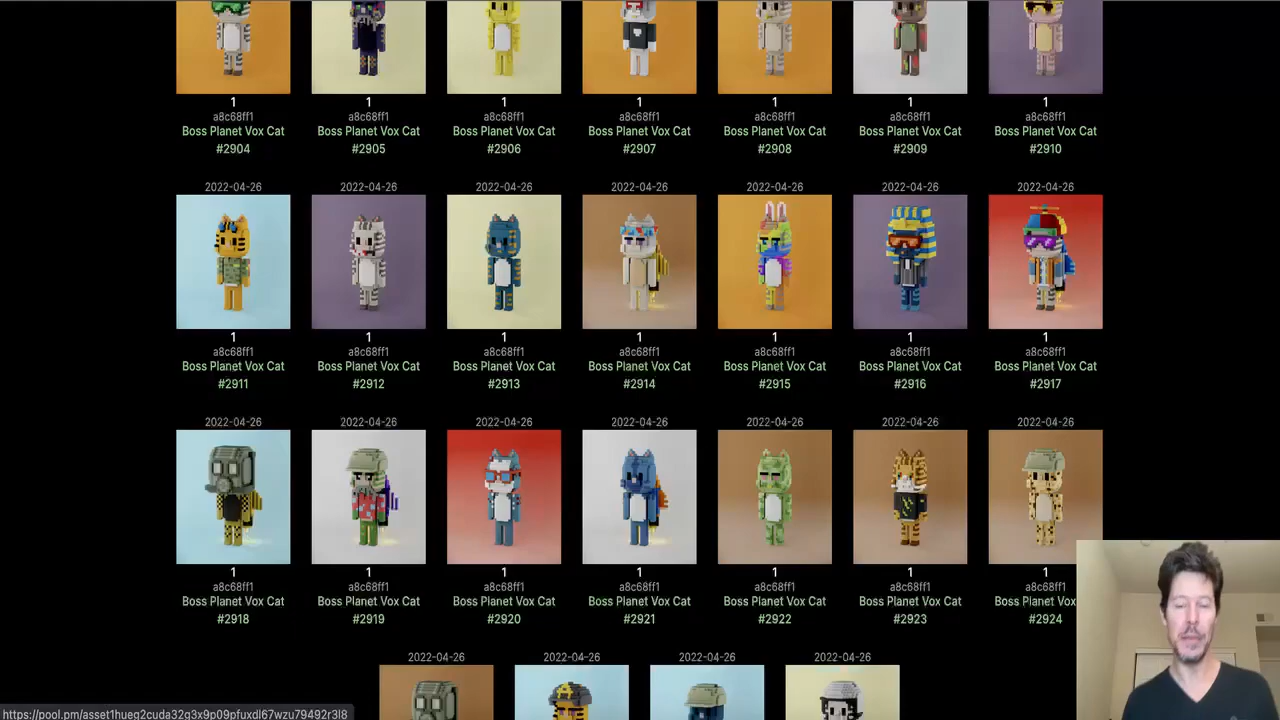 1 1 1 1 1 1 1
a8c68ff1 a8c68ff1 a8c68ff1 a8c68ff1 a8c68ff1 a8c68ff1 a8c68ff1
Boss Planet Vox Cat Boss Planet Vox Cat Boss Planet Vox Cat Boss Planet Vox Cat Boss Planet Vox Cat Boss Planet Vox Cat Boss Planet Vox Cat
#2904 #2905 #2906 #2907 #2908 #2909 #2910
2022-04-26 2022-04-26 2022-04-26 2022-04-26 2022-04-26 2022-04-26 2022-04-26
1 1 1 1 1 1 1
a8c68ff1 a8c68ff1 a8c68ff1 a8c68ff1 a8c68ff1 a8c68ff1 a8c68ff1
Boss Planet Vox Cat Boss Planet Vox Cat Boss Planet Vox Cat Boss Planet Vox Cat Boss Planet Vox Cat Boss Planet Vox Cat Boss Planet Vox Cat
#2911 #2912 #2913 #2914 #2915 #2916 #2917
2022-04-26 2022-04-26 2022-04-26 2022-04-26 2022-04-26 2022-04-26 2022-04-26
1 1 1 1 1 1 1
a8c68ff1 a8c68ff1 a8c68ff1 a8c68ff1 a8c68ff1 a8c68ff1 a8c68ff1
Boss Planet Vox Cat Boss Planet Vox Cat Boss Planet Vox Cat Boss Planet Vox Cat Boss Planet Vox Cat Boss Planet Vox Cat Boss Planet Vox
#2918 #2919 #2920 #2921 #2922 #2923 #2924
2022-04-26 2022-04-26 2022-04-26 2022-04-26